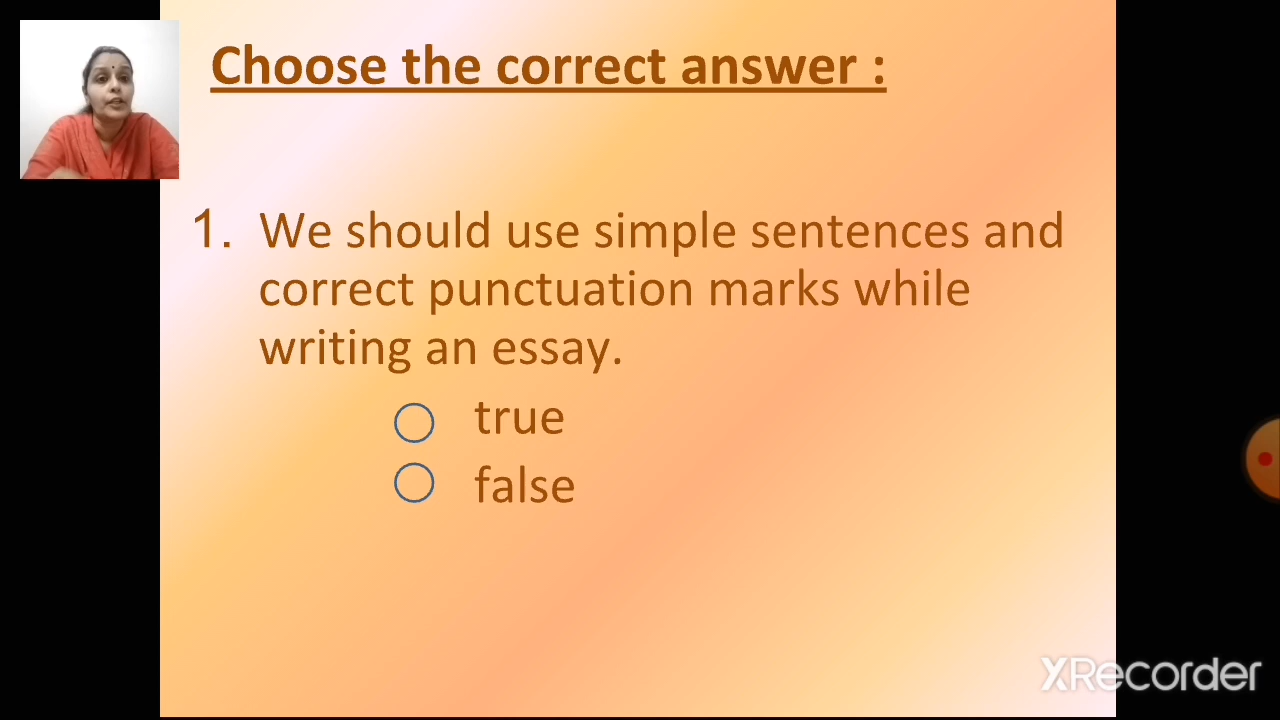 Choose the correct answer :
1. We should use simple sentences and
correct punctuation marks while
writing an essay.
true
false
XRecorder